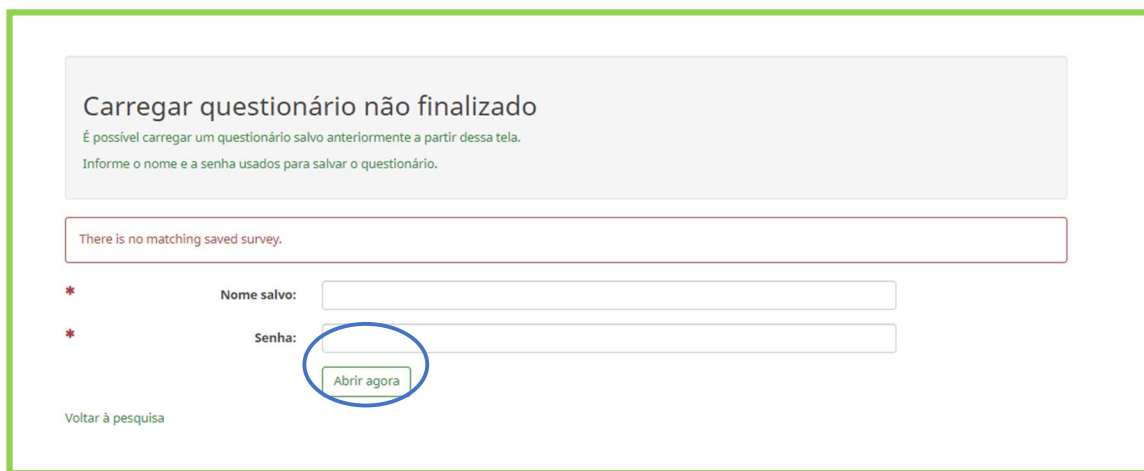 Carregar questionário não finalizado
É possível carregar um questionário salvo anteriormente a partir dessa tela.
Informe o nome e a senha usados para salvar o questionário.
There is no matching saved survey.
* Nome salvo:
* Senha:
Abrir agora
Voltar à pesquisa